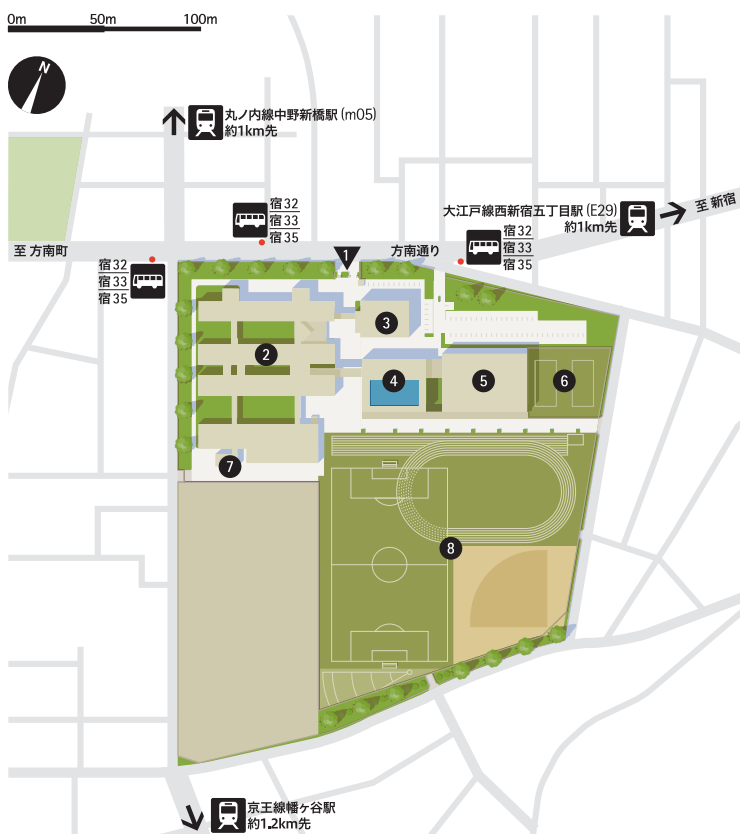 0m 50m 100m
N
丸ノ内線中野新橋駅 (m05)
約1km先
宿32
宿33
宿35
大江戸線西新宿五丁目駅 (E29)
約1km先
至 新宿
至 方南町
1
方南通り
宿32
宿33
宿35
宿32
宿33
宿35
3
2
4
5
6
7
8
京王線幡ヶ谷駅
約1.2km先